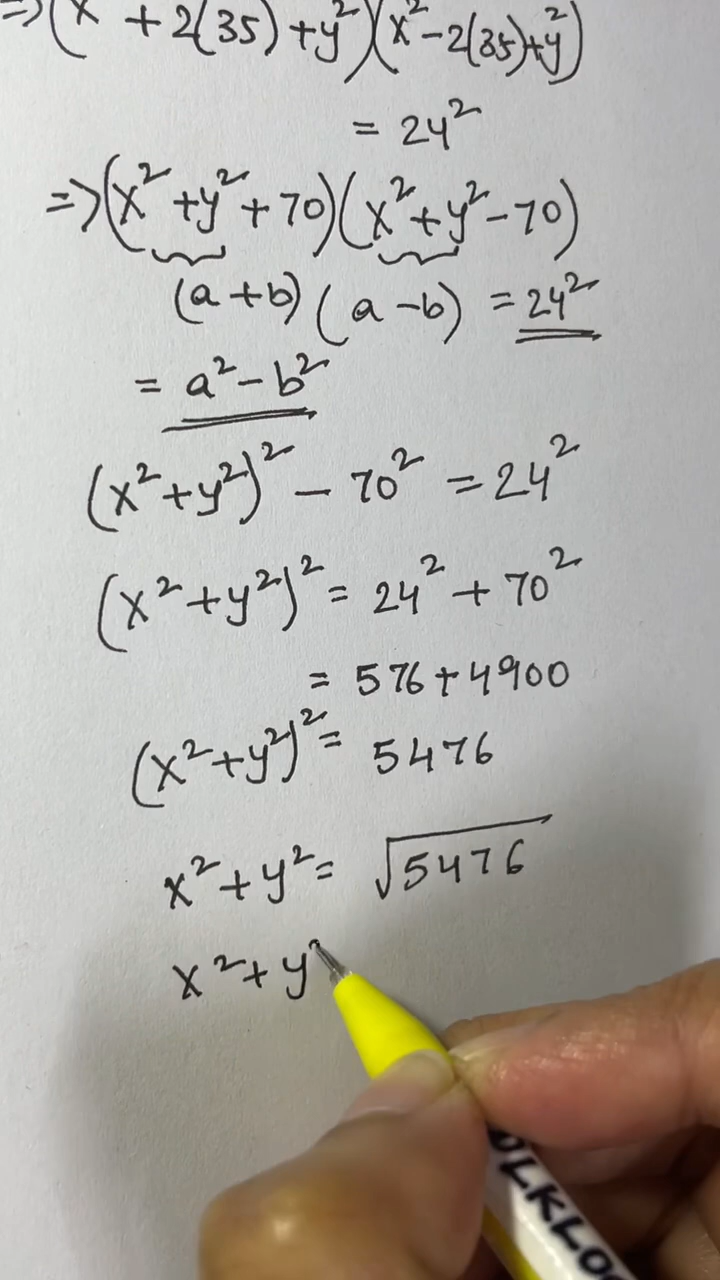 => (x² + 2(35) + y²)(x² - 2(35) + y²)
= 24²
=> (x² + y² + 70)(x² + y² - 70)
(a + b) (a - b) = 24²
= a² - b²
(x² + y²)² - 70² = 24²
(x² + y²)² = 24² + 70²
= 576 + 4900
(x² + y²)² = 5476
x² + y² = √5476
x² + y²